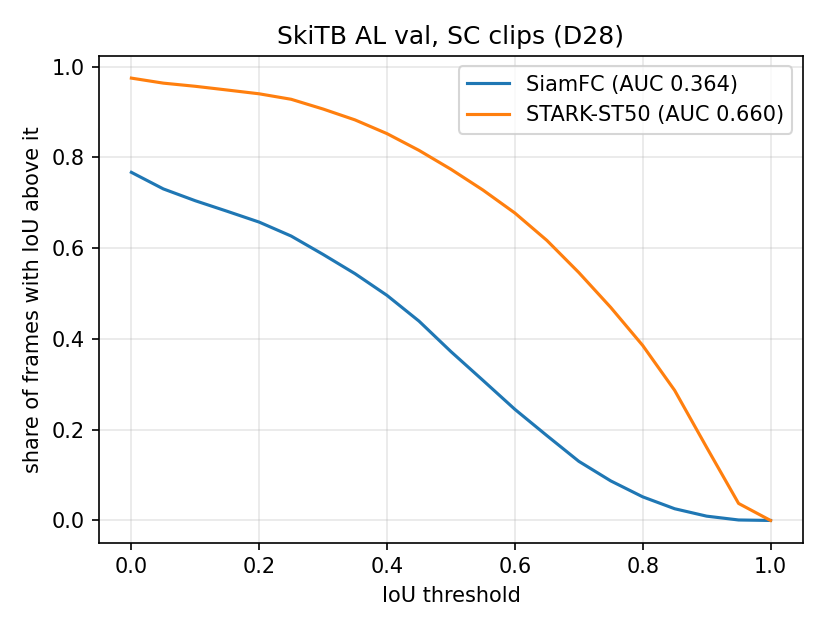 SkiTB AL val, SC clips (D28)
SiamFC (AUC 0.364)
STARK-ST50 (AUC 0.660)
share of frames with IoU above it
1.0
0.8
0.6
0.4
0.2
0.0
0.0 0.2 0.4 0.6 0.8 1.0
IoU threshold